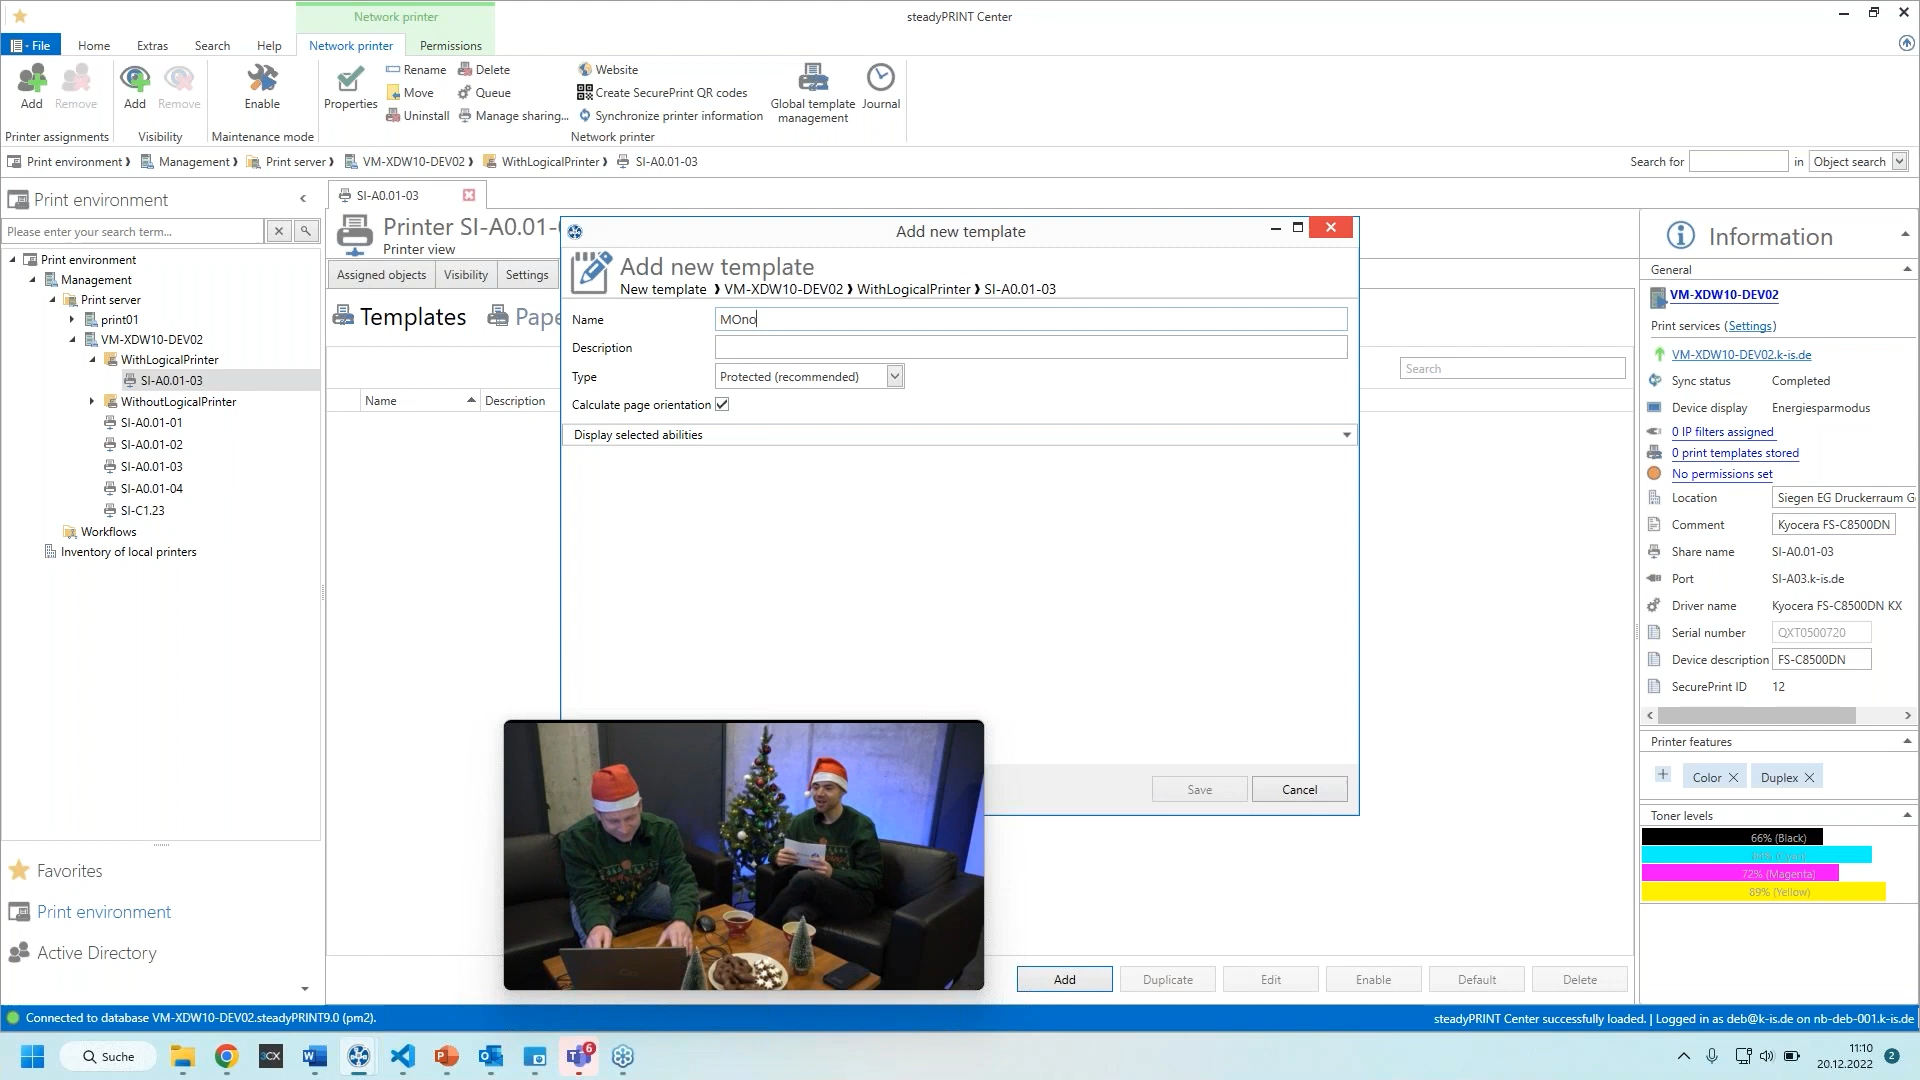 Network printer
steadyPRINT Center
File
Home
Extras
Search
Help
Network printer
Permissions
Add
Remove
Add
Remove
Enable
Properties
Rename
Move
Uninstall
Delete
Queue
Manage sharing...
Website
Create SecurePrint QR codes
Synchronize printer information
Global template
management
Journal
Printer assignments
Visibility
Maintenance mode
Network printer
Print environment
Management
Print server
VM-XDW10-DEV02
WithLogicalPrinter
SI-A0.01-03
Search for
in
Object search
Print environment
Please enter your search term...
Print environment
Management
Print server
print01
VM-XDW10-DEV02
WithLogicalPrinter
SI-A0.01-03
WithoutLogicalPrinter
SI-A0.01-01
SI-A0.01-02
SI-A0.01-03
SI-A0.01-04
SI-C1.23
Workflows
Inventory of local printers
Favorites
Print environment
Active Directory
SI-A0.01-03
Printer SI-A0.01-
Printer view
Assigned objects
Visibility
Settings
Templates
Pape
Search
Name
Description
Add new template
Add new template
New template ❱ VM-XDW10-DEV02 ❱ WithLogicalPrinter ❱ SI-A0.01-03
Name
MOno
Description
Type
Protected (recommended)
Calculate page orientation
Display selected abilities
Save
Cancel
Add
Duplicate
Edit
Enable
Default
Delete
Information
General
VM-XDW10-DEV02
Print services (Settings)
VM-XDW10-DEV02.k-is.de
Sync status Completed
Device display Energiesparmodus
0 IP filters assigned
0 print templates stored
No permissions set
Location Siegen EG Druckerraum G
Comment Kyocera FS-C8500DN
Share name SI-A0.01-03
Port SI-A03.k-is.de
Driver name Kyocera FS-C8500DN KX
Serial number QXT0500720
Device description FS-C8500DN
SecurePrint ID 12
Printer features
Color
Duplex
Toner levels
66% (Black)
72% (Magenta)
89% (Yellow)
Connected to database VM-XDW10-DEV02.steadyPRINT9.0 (pm2).
steadyPRINT Center successfully loaded. | Logged in as deb@k-is.de on nb-deb-001.k-is.de
Suche
3CX
6
11:10
20.12.2022
2